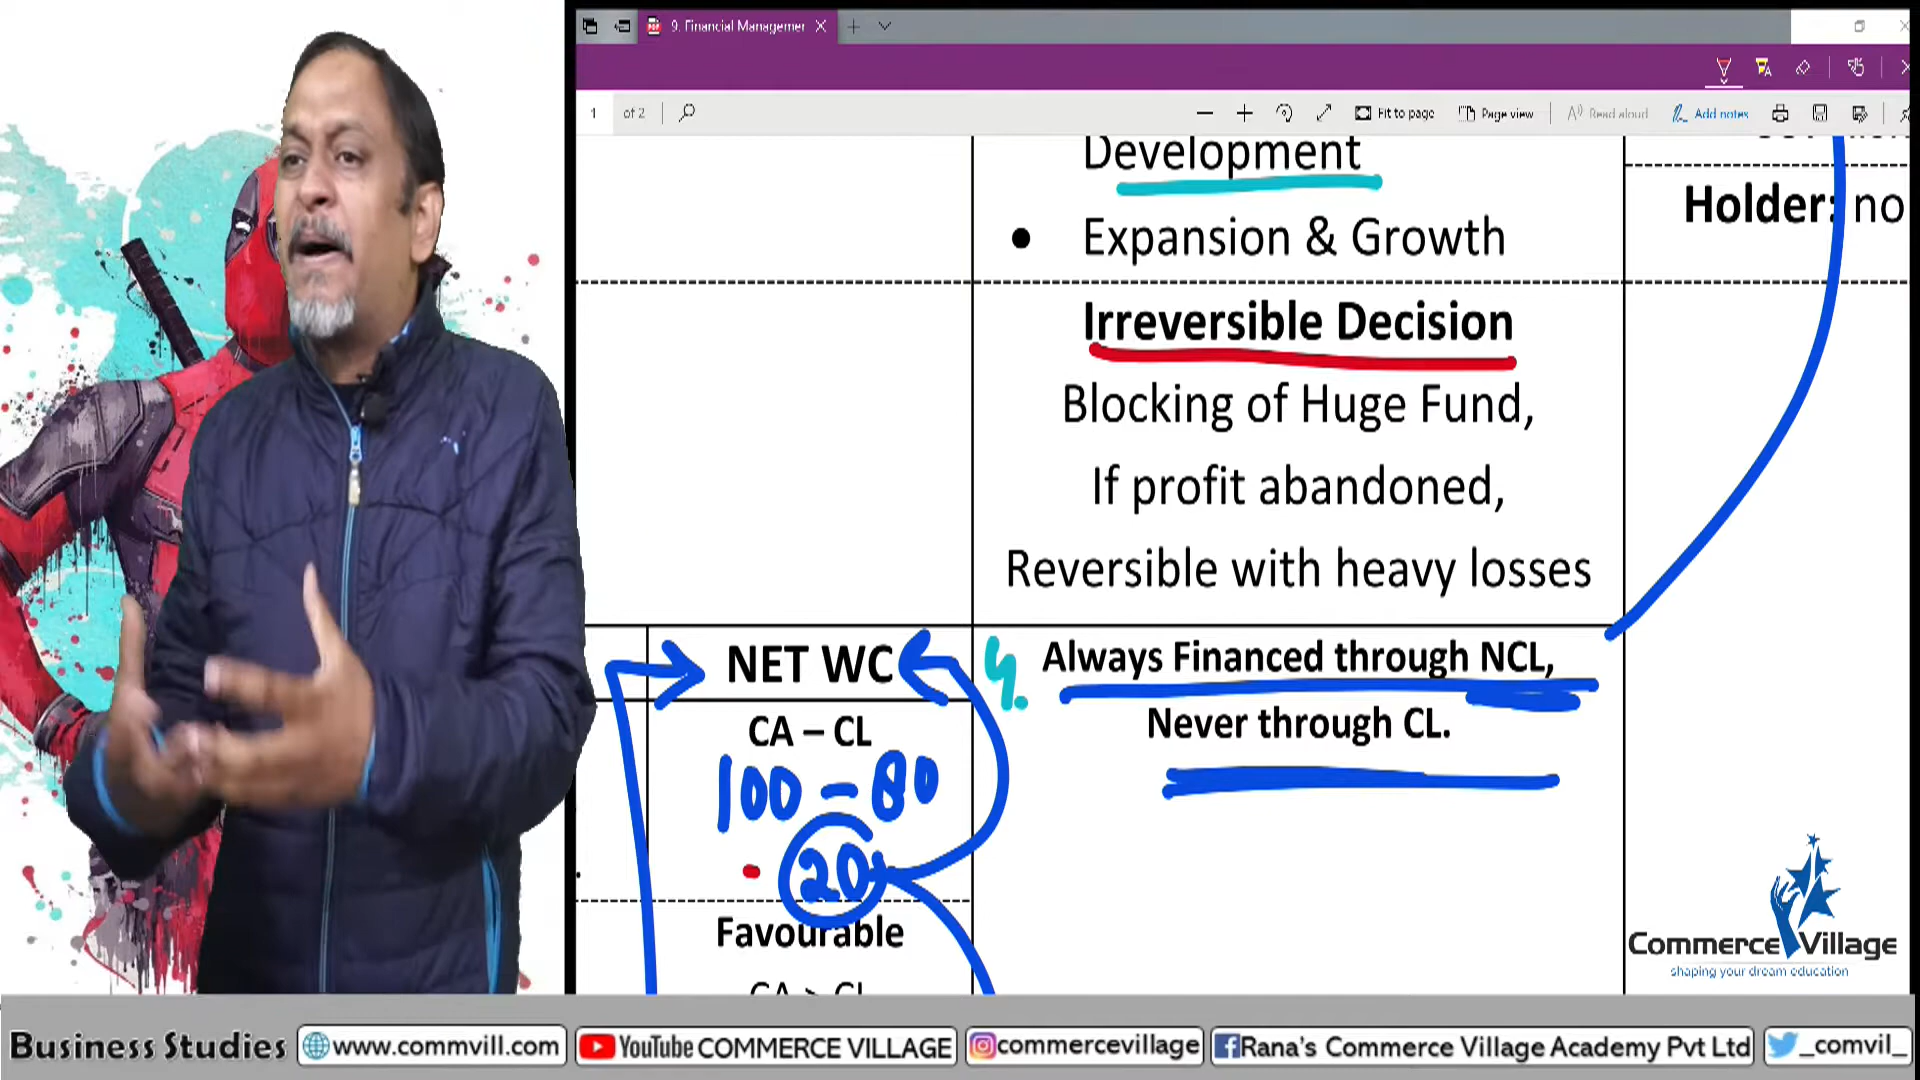 9. Financial Managemer
1 of 2
Fit to page
Page view
Read aloud
Add notes
Development
• Expansion & Growth
Holder: no
Irreversible Decision
Blocking of Huge Fund,
If profit abandoned,
Reversible with heavy losses
NET WC
CA – CL
100 – 80
20
Favourable
CA > CL
4. Always Financed through NCL,
Never through CL.
Commerce Village
shaping your dream education
Business Studies
www.commvill.com
YouTube COMMERCE VILLAGE
commercevillage
Rana's Commerce Village Academy Pvt Ltd
_comvil_